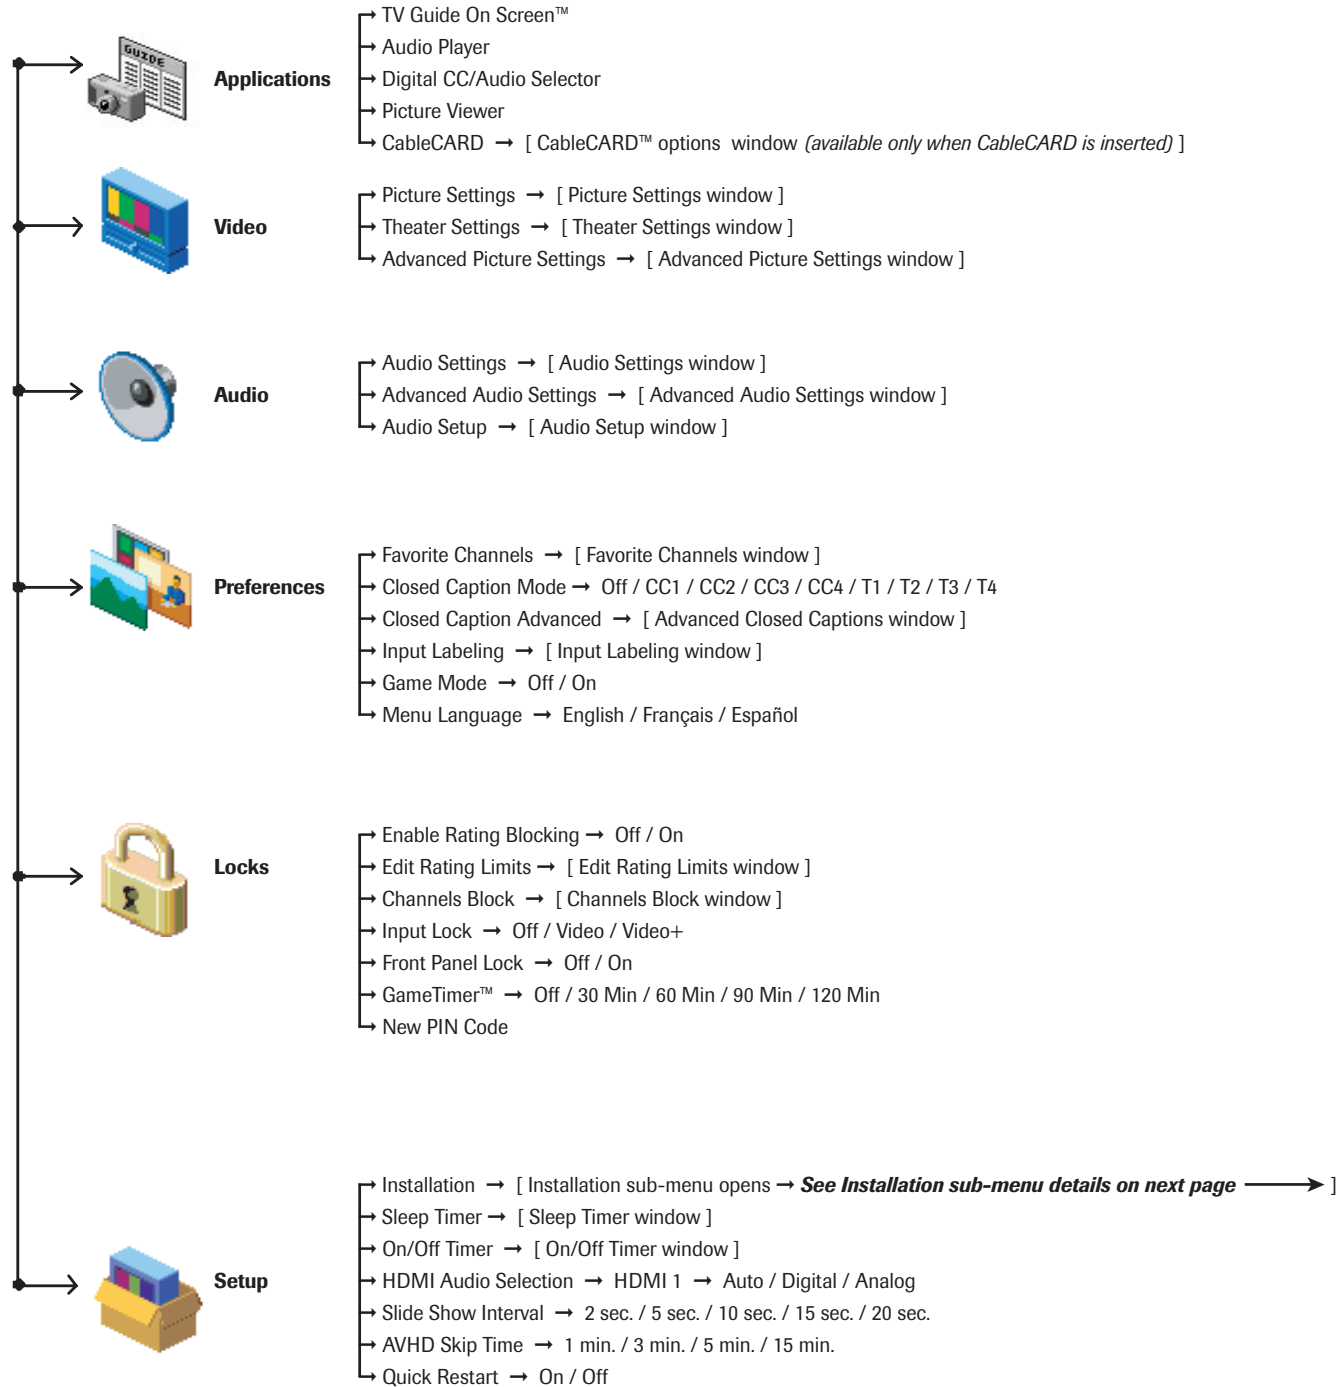 GUIDE
Applications
TV Guide On Screen™
Audio Player
Digital CC/Audio Selector
Picture Viewer
CableCARD → [ CableCARD™ options window (available only when CableCARD is inserted) ]
Video
Picture Settings → [ Picture Settings window ]
Theater Settings → [ Theater Settings window ]
Advanced Picture Settings → [ Advanced Picture Settings window ]
Audio
Audio Settings → [ Audio Settings window ]
Advanced Audio Settings → [ Advanced Audio Settings window ]
Audio Setup → [ Audio Setup window ]
Preferences
Favorite Channels → [ Favorite Channels window ]
Closed Caption Mode → Off / CC1 / CC2 / CC3 / CC4 / T1 / T2 / T3 / T4
Closed Caption Advanced → [ Advanced Closed Captions window ]
Input Labeling → [ Input Labeling window ]
Game Mode → Off / On
Menu Language → English / Français / Español
Locks
Enable Rating Blocking → Off / On
Edit Rating Limits → [ Edit Rating Limits window ]
Channels Block → [ Channels Block window ]
Input Lock → Off / Video / Video+
Front Panel Lock → Off / On
GameTimer™ → Off / 30 Min / 60 Min / 90 Min / 120 Min
New PIN Code
Setup
Installation → [ Installation sub-menu opens → See Installation sub-menu details on next page → ]
Sleep Timer → [ Sleep Timer window ]
On/Off Timer → [ On/Off Timer window ]
HDMI Audio Selection → HDMI 1 → Auto / Digital / Analog
Slide Show Interval → 2 sec. / 5 sec. / 10 sec. / 15 sec. / 20 sec.
AVHD Skip Time → 1 min. / 3 min. / 5 min. / 15 min.
Quick Restart → On / Off